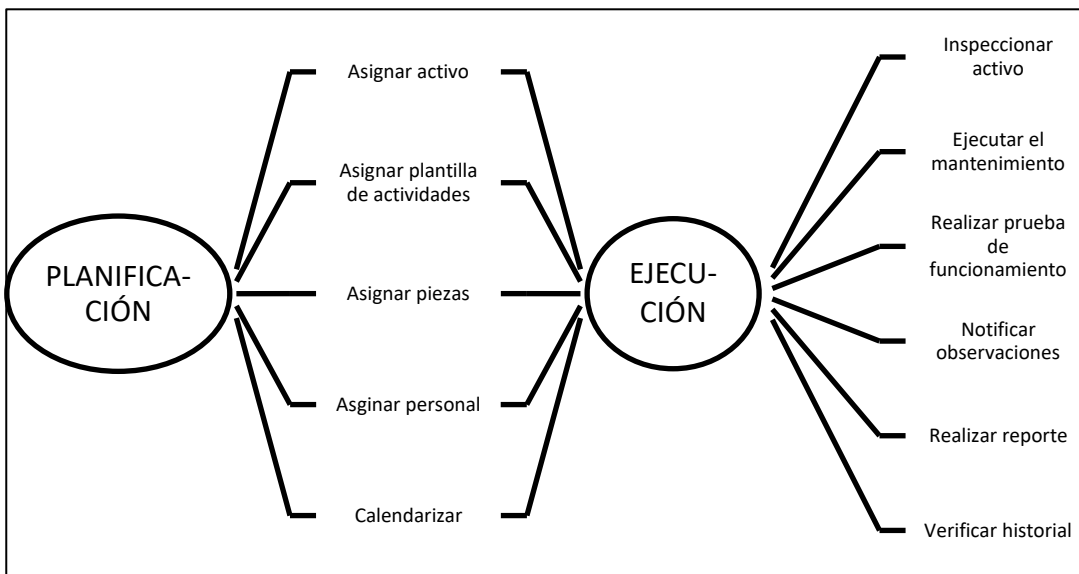 PLANIFICA-
CIÓN
Asignar activo
Asignar plantilla
de actividades
Asignar piezas
Asginar personal
Calendarizar
EJECU-
CIÓN
Inspeccionar
activo
Ejecutar el
mantenimiento
Realizar prueba
de
funcionamiento
Notificar
observaciones
Realizar reporte
Verificar historial